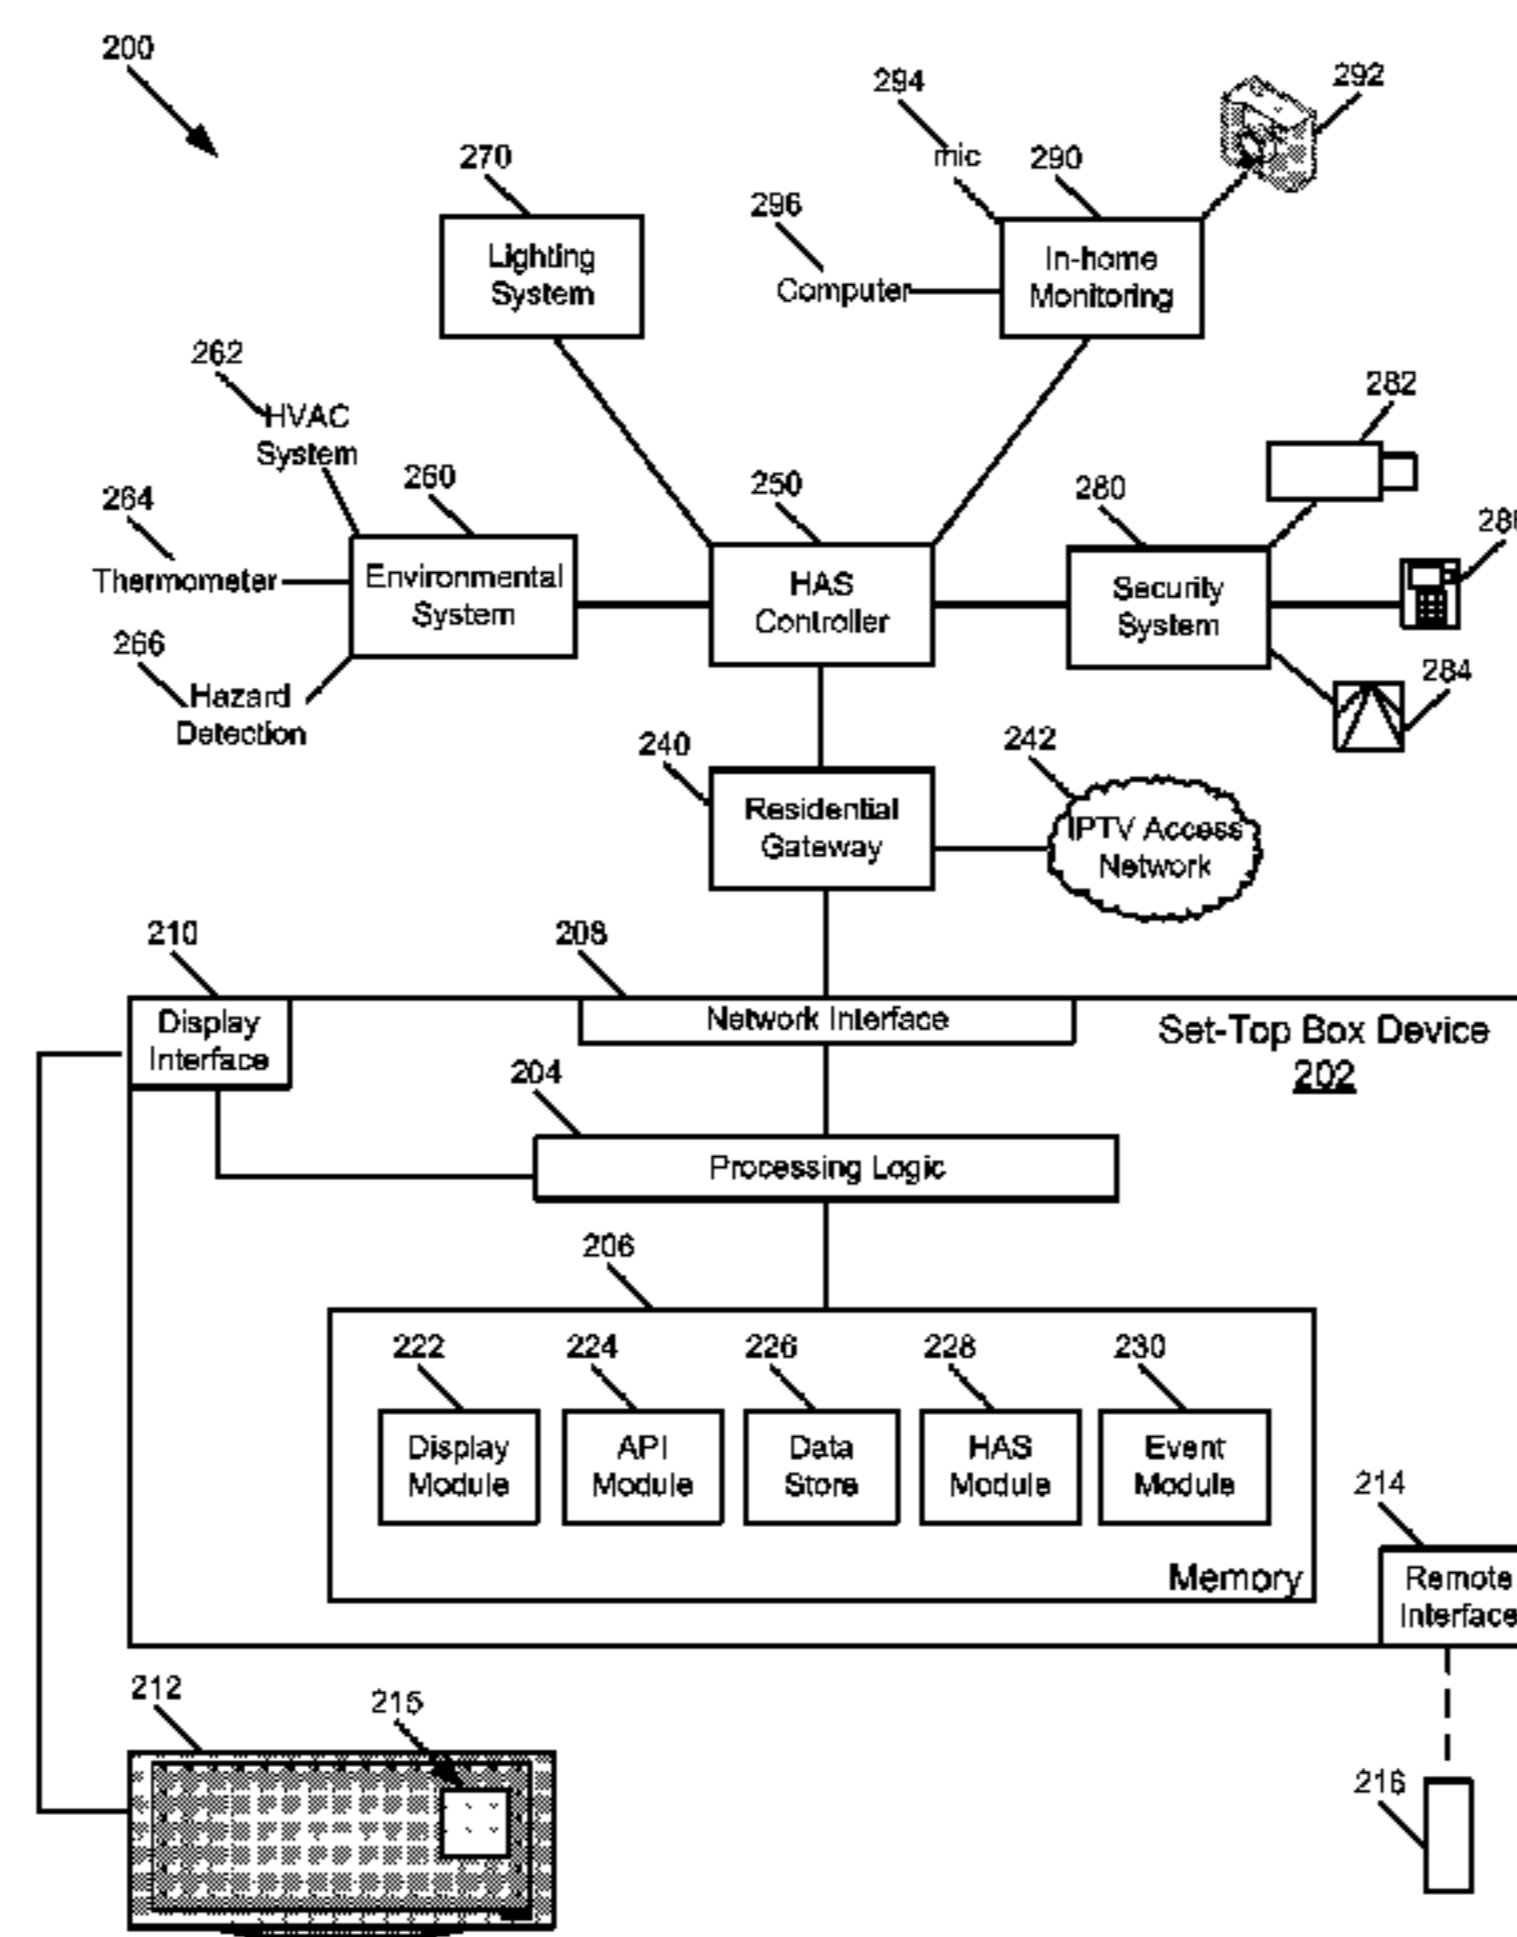 200
294
292
270
mic
290
296
Lighting
System
In-home
Monitoring
Computer
262
HVAC
System
282
264
260
250
280
Thermometer
Environmental
System
HAS
Controller
Security
System
266
Hazard
Detection
284
240
242
Residential
Gateway
IPTV Access
Network
210
208
Display
Interface
Network Interface
Set-Top Box Device
202
204
Processing Logic
206
222
224
226
228
230
Display
Module
API
Module
Data
Store
HAS
Module
Event
Module
214
Memory
Remote
Interface
212
215
216